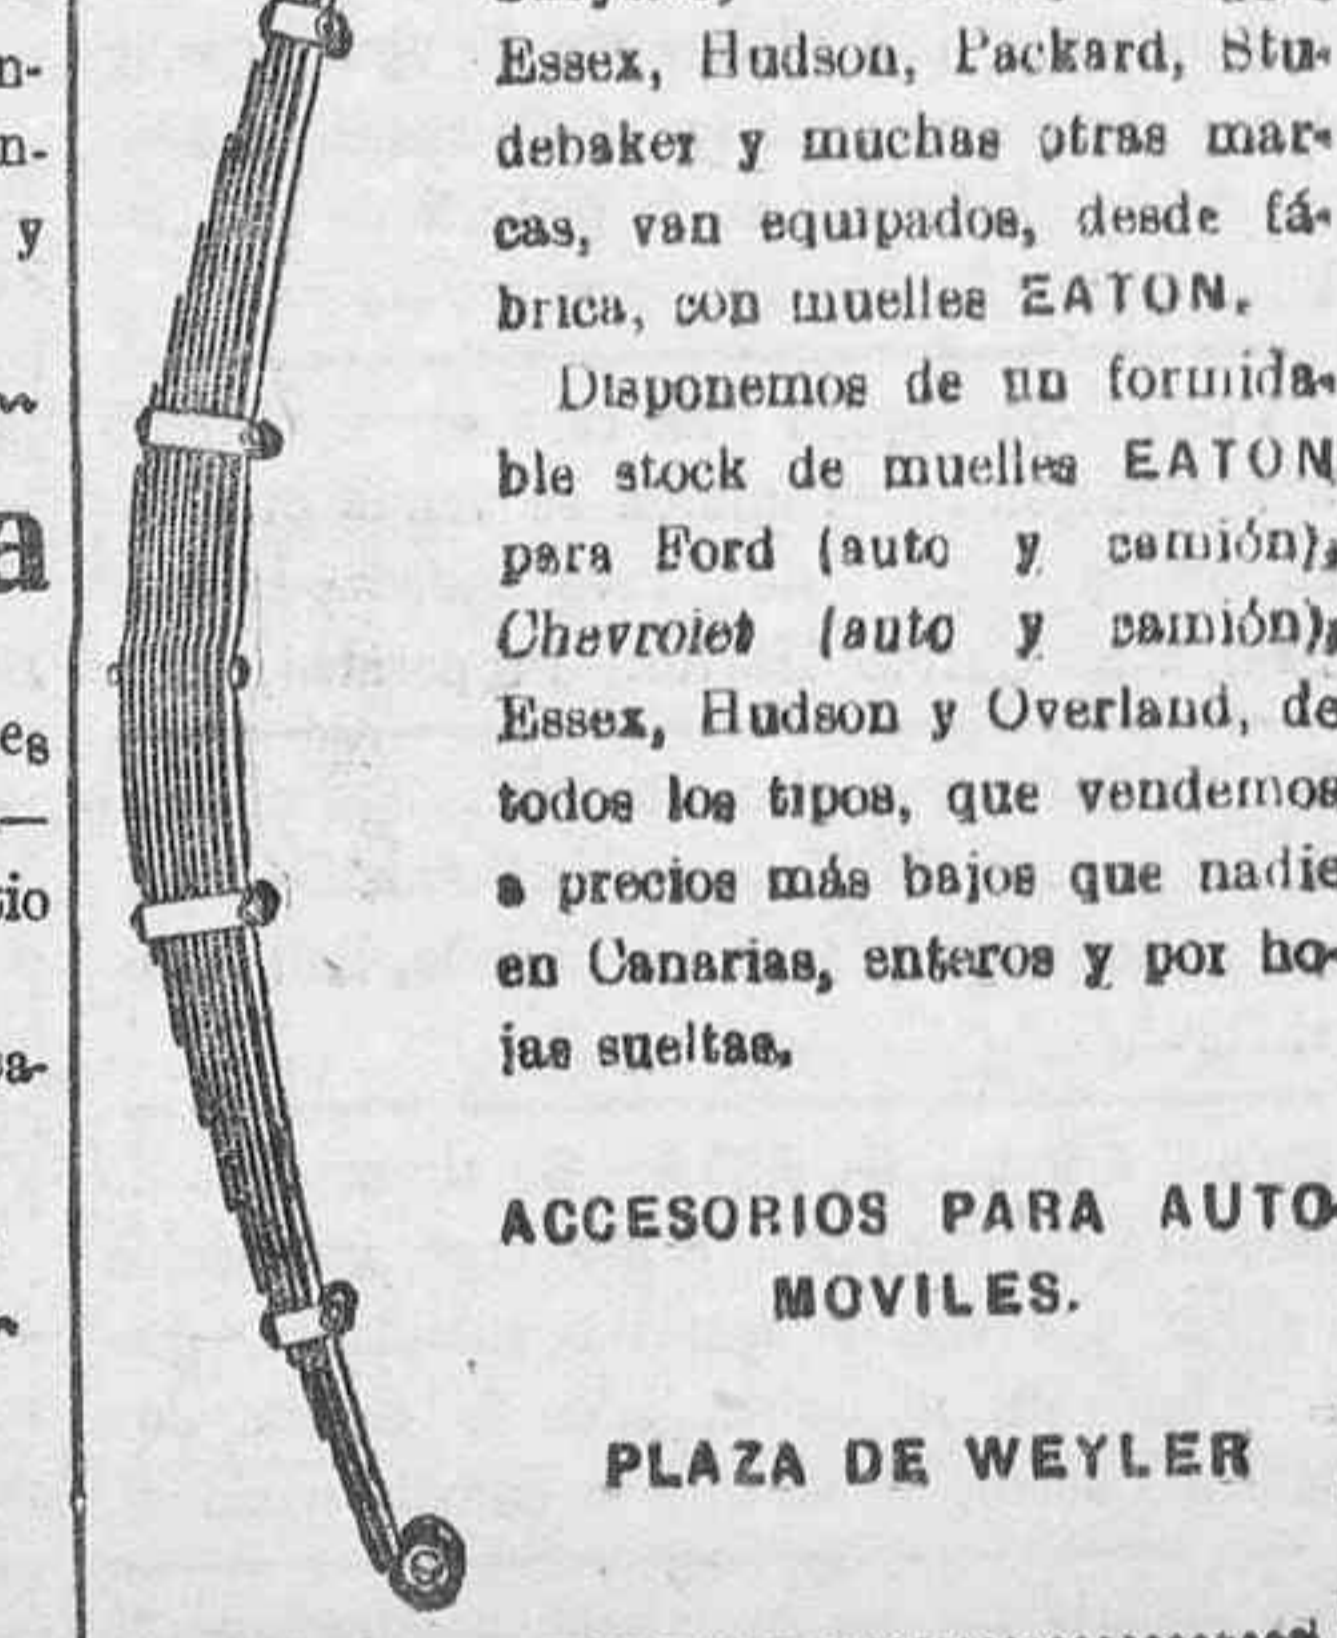 n-
n-
y
a
es
sa-
Essex, Hudson, Packard, Stu-
debaker y muchas otras mar-
cas, van equipados, desde fá-
brica, con muelles EATON.
Disponemos de un formida-
ble stock de muelles EATON
para Ford (auto y camión),
Chevrolet (auto y camión),
Essex, Hudson y Overland, de
todos los tipos, que vendemos
a precios más bajos que nadie
en Canarias, enteros y por ho-
jas sueltas.
ACCESORIOS PARA AUTO-
MOVILES.
PLAZA DE WEYLER